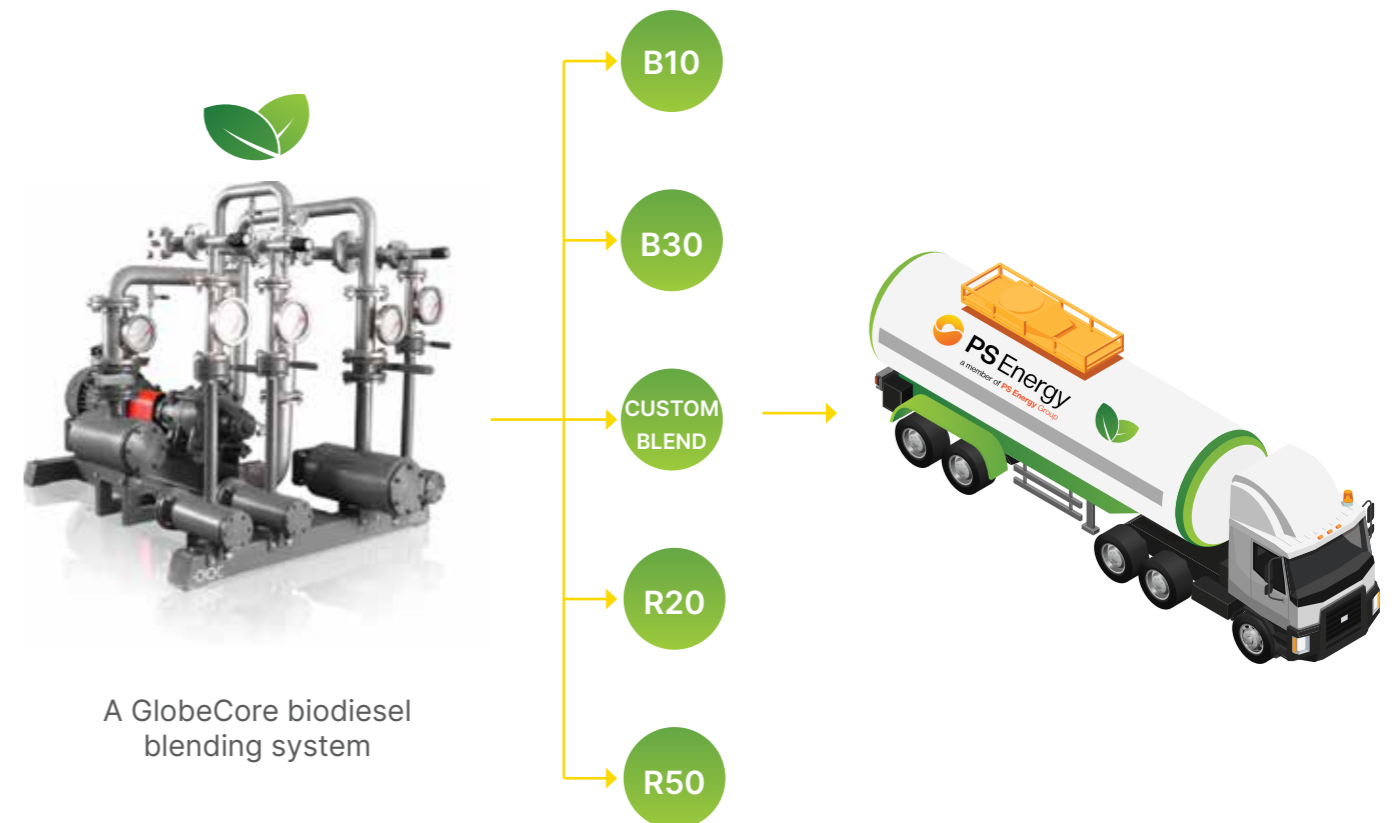 B10
B30
CUSTOM
BLEND
R20
R50
A GlobeCore biodiesel
blending system
PS Energy
a member of PS Energy Group